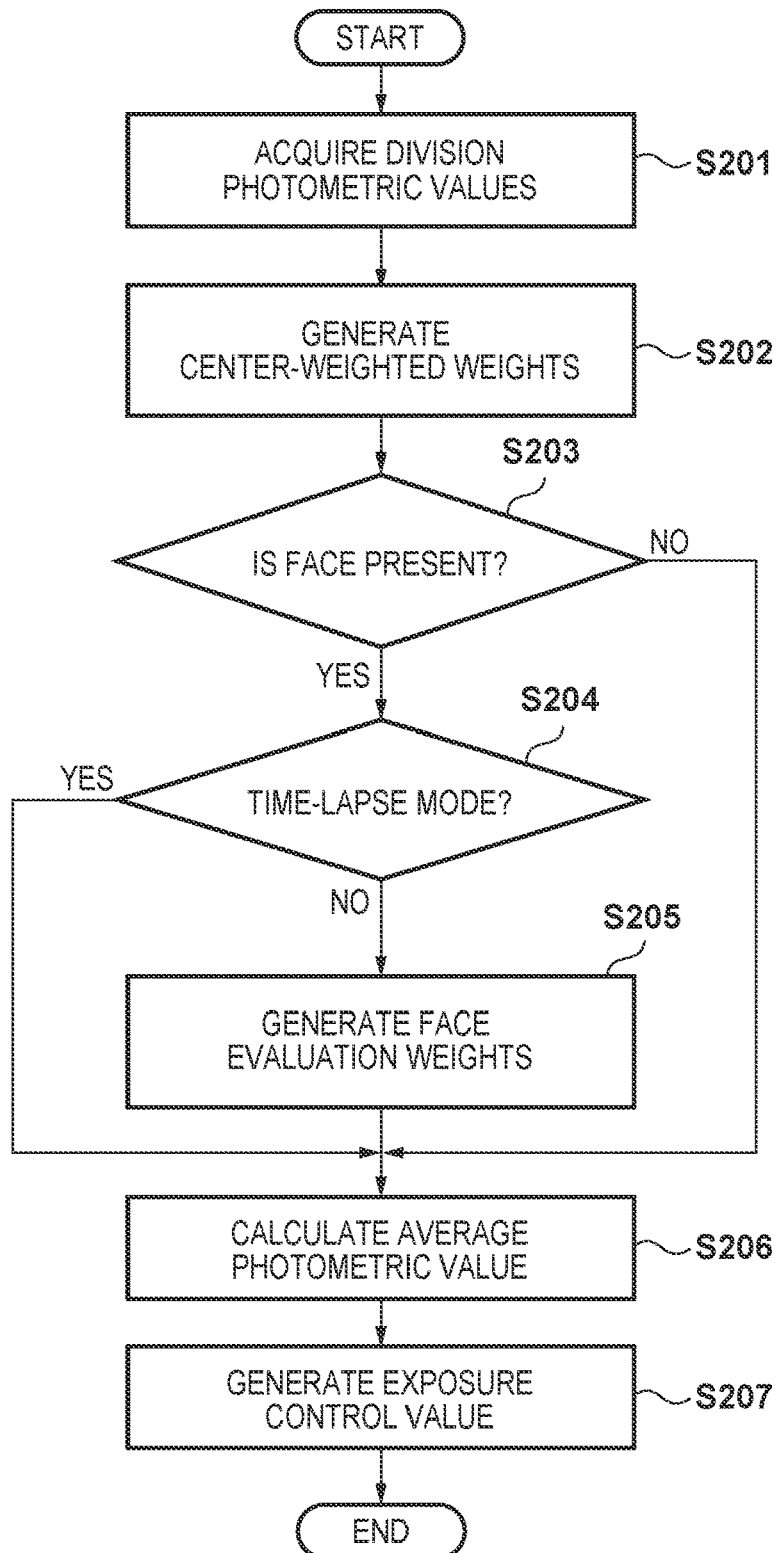 START
ACQUIRE DIVISION
PHOTOMETRIC VALUES
S201
GENERATE
CENTER-WEIGHTED WEIGHTS
S202
S203
IS FACE PRESENT?
NO
YES
S204
YES
TIME-LAPSE MODE?
NO
S205
GENERATE FACE
EVALUATION WEIGHTS
CALCULATE AVERAGE
PHOTOMETRIC VALUE
S206
GENERATE EXPOSURE
CONTROL VALUE
S207
END